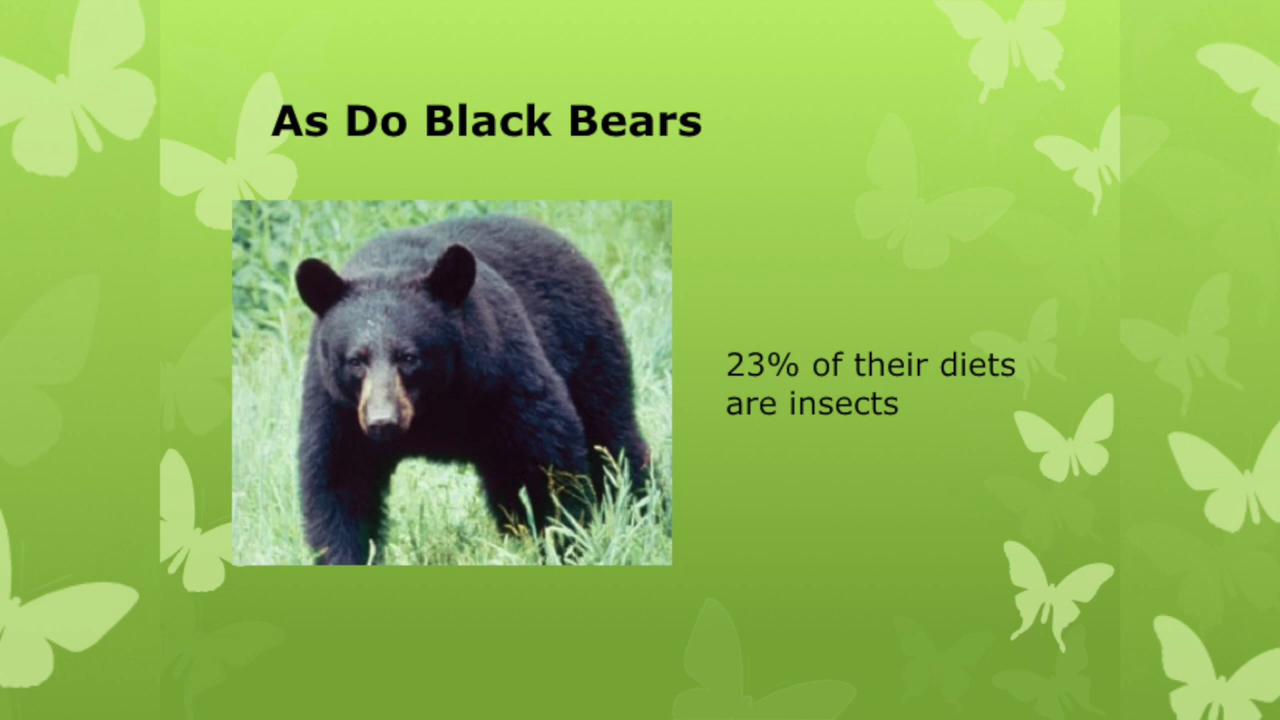 As Do Black Bears
23% of their diets
are insects